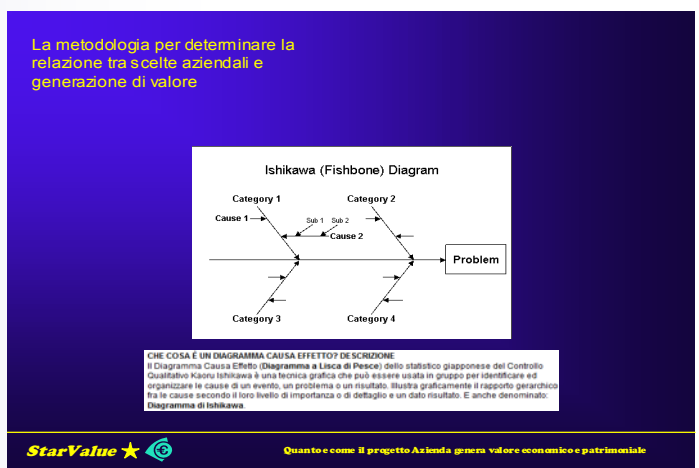 La metodologia per determinare la
relazione tra scelte aziendali e
generazione di valore
Ishikawa (Fishbone) Diagram
Category 1
Category 2
Cause 1
Sub 1
Sub 2
Cause 2
Problem
Category 3
Category 4
CHE COSA È UN DIAGRAMMA CAUSA EFFETTO? DESCRIZIONE
Il Diagramma Causa Effetto (Diagramma a Lisca di Pesce) dello statistico giapponese del Controllo
Qualitativo Kaoru Ishikawa è una tecnica grafica che può essere usata in gruppo per identificare ed
organizzare le cause di un evento, un problema o un risultato. Illustra graficamente il rapporto gerarchico
fra le cause secondo il loro livello di importanza o di dettaglio e un dato risultato. E anche denominato:
Diagramma di Ishikawa.
StarValue
Quanto e come il progetto Azienda genera valore economico e patrimoniale